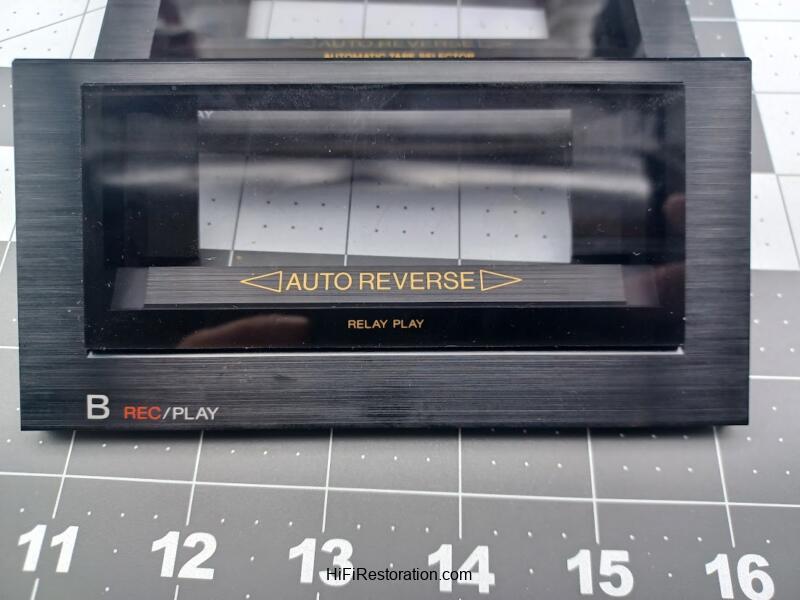 AUTO REVERSE
AUTOMATIC TAPE SELECTOR
AY
AUTO REVERSE
RELAY PLAY
B REC/PLAY
11 12 13 14 15 16
HiFiRestoration.com